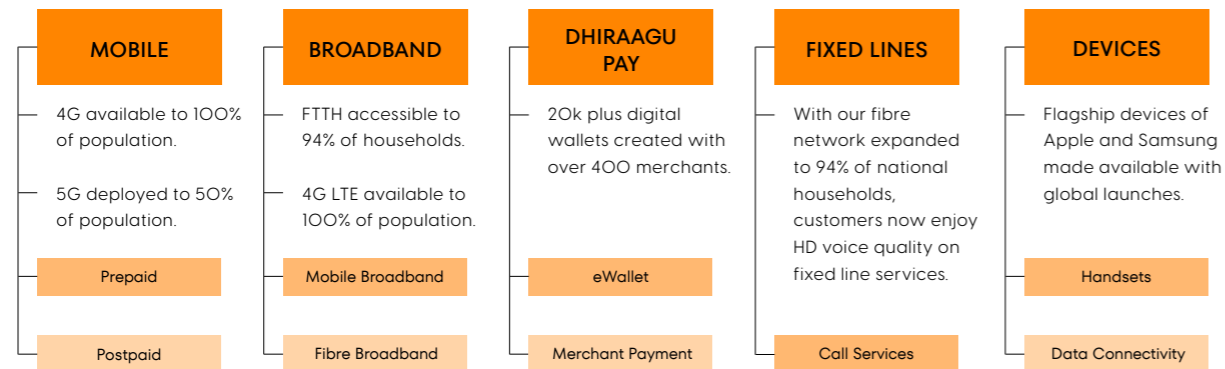 MOBILE
4G available to 100%
of population.
5G deployed to 50%
of population.
Prepaid
Postpaid
BROADBAND
FTTH accessible to
94% of households.
4G LTE available to
100% of population.
Mobile Broadband
Fibre Broadband
DHIRAAGU
PAY
20k plus digital
wallets created with
over 400 merchants.
eWallet
Merchant Payment
FIXED LINES
With our fibre
network expanded
to 94% of national
households,
customers now enjoy
HD voice quality on
fixed line services.
Call Services
DEVICES
Flagship devices of
Apple and Samsung
made available with
global launches.
Handsets
Data Connectivity